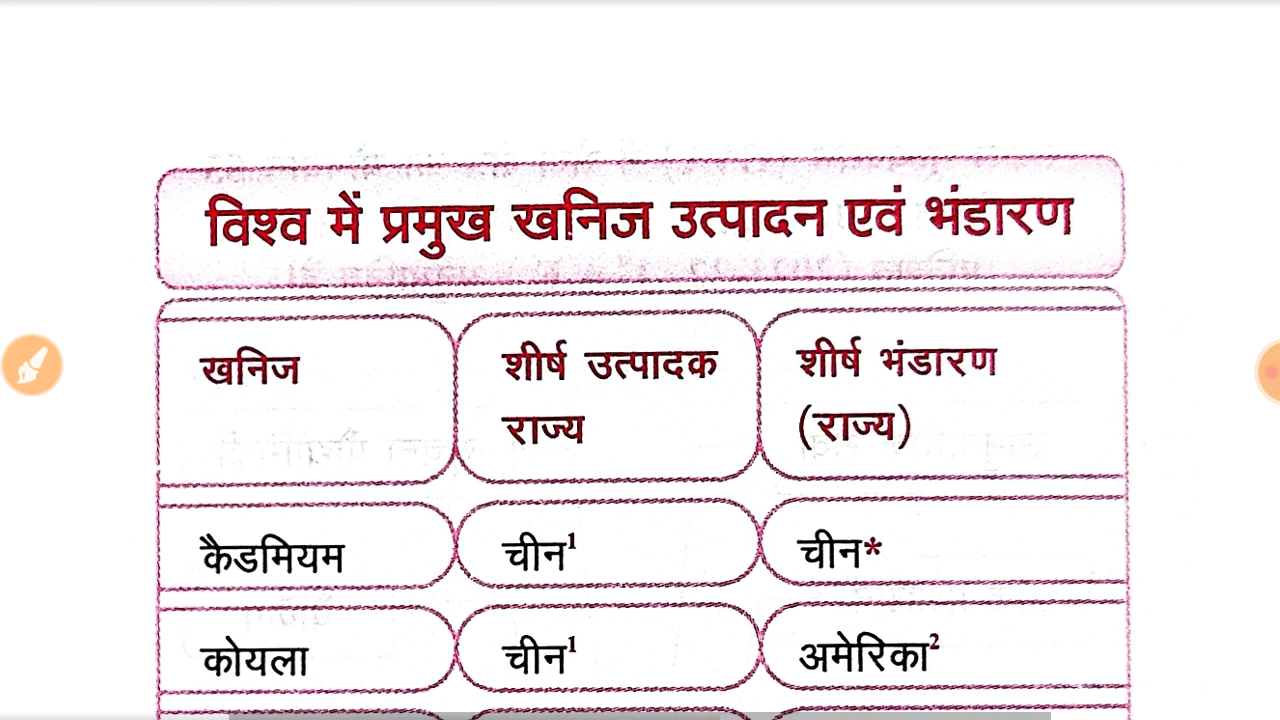 विश्व में प्रमुख खनिज उत्पादन एवं भंडारण
खनिज
शीर्ष उत्पादक
राज्य
शीर्ष भंडारण
(राज्य)
कैडमियम
चीन¹
चीन*
कोयला
चीन¹
अमेरिका²